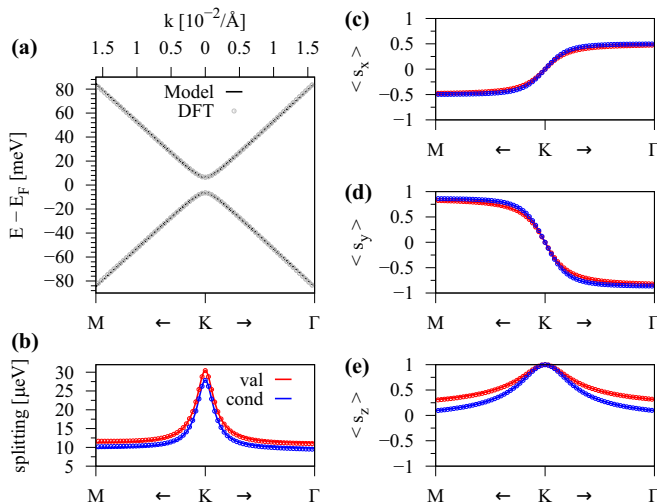 k [10⁻²/Å]
(a)
1.5 1 0.5 0 0.5 1 1.5
E − E_F [meV]
80
60
40
20
0
−20
−40
−60
−80
Model
DFT
M ← K → Γ
(b)
splitting [μeV]
30
25
20
15
10
5
val
cond
M ← K → Γ
(c)
< s_x >
1
0.5
0
−0.5
−1
M ← K → Γ
(d)
< s_y >
1
0.5
0
−0.5
−1
M ← K → Γ
(e)
< s_z >
1
0.5
0
−0.5
−1
M ← K → Γ